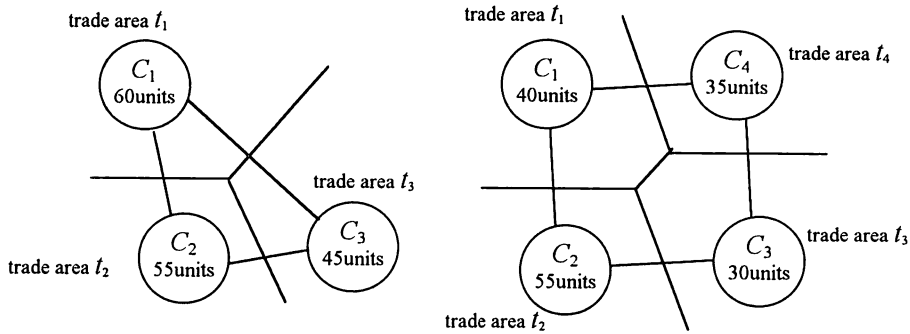 trade area t₁
C₁
60units
trade area t₃
C₂
55units
C₃
45units
trade area t₂
trade area t₁
C₁
40units
C₄
35units
trade area t₄
C₂
55units
C₃
30units
trade area t₃
trade area t₂